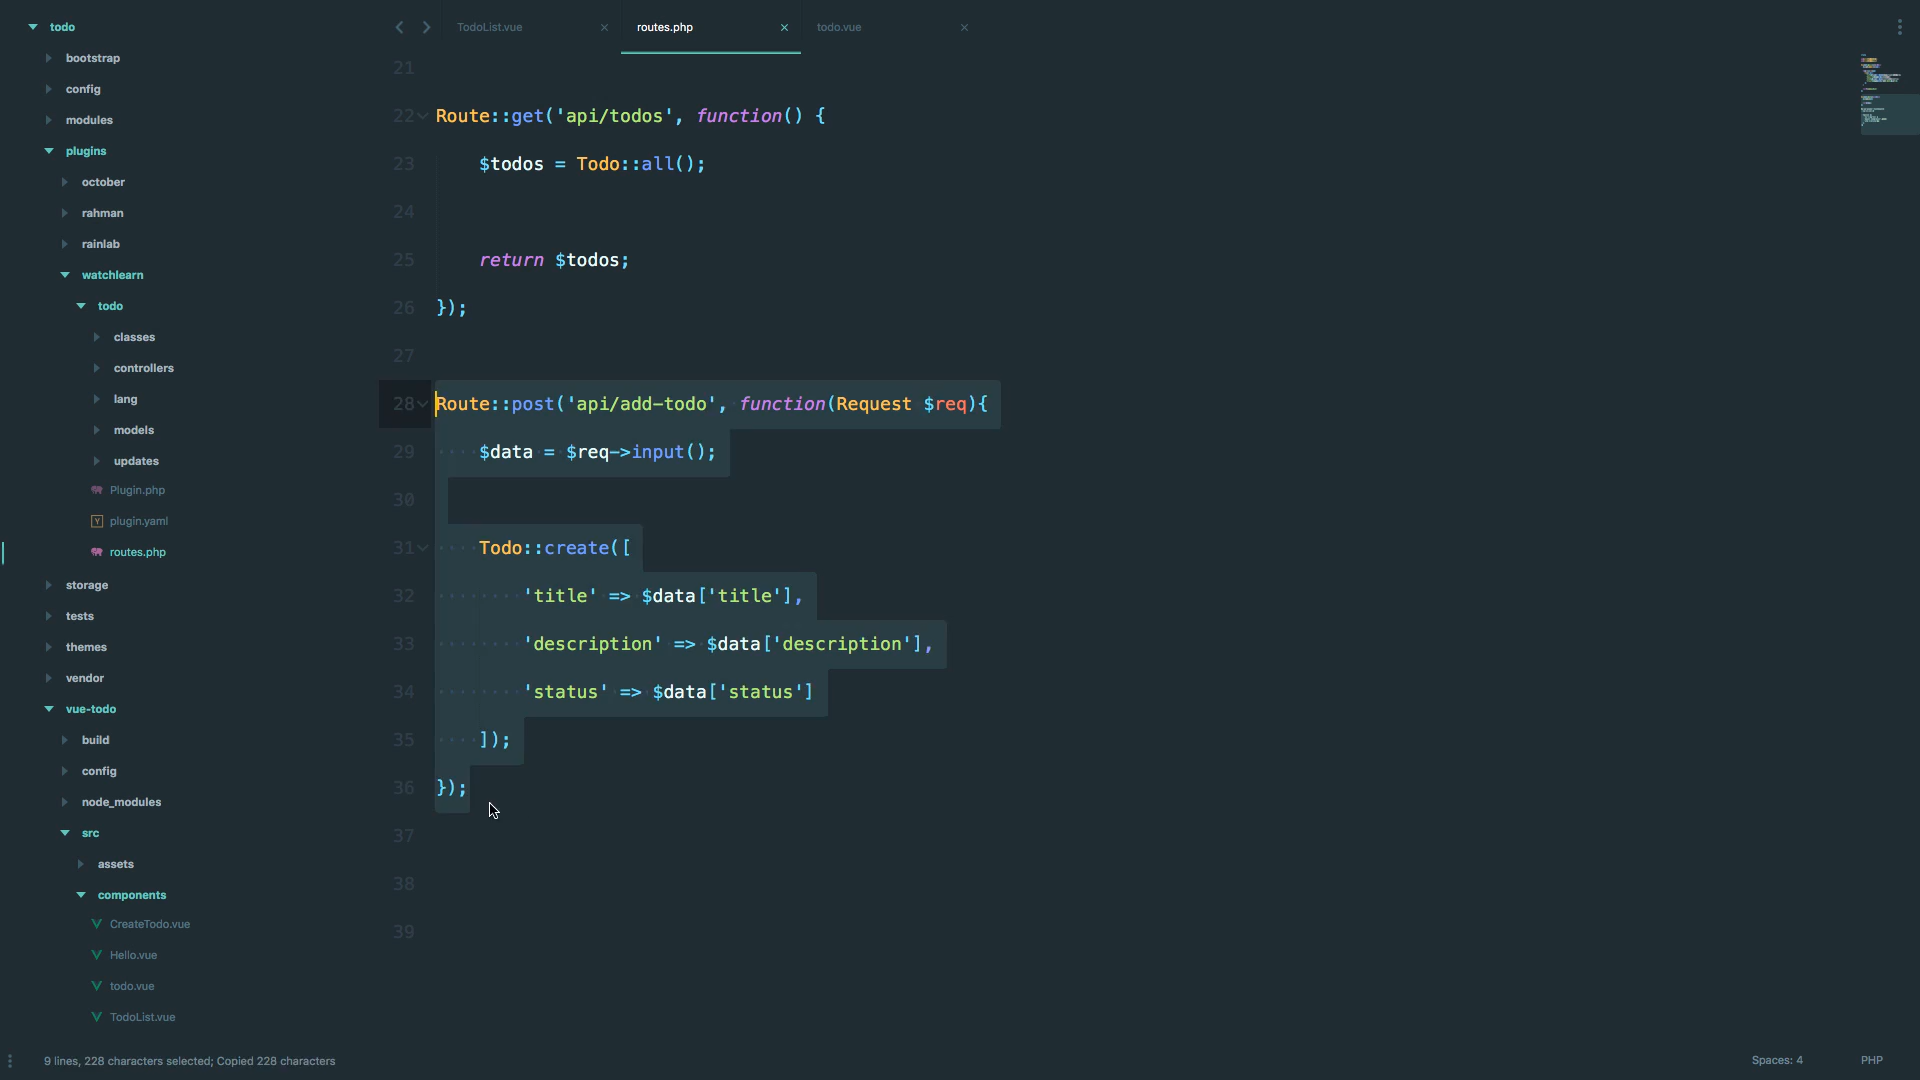 todo
bootstrap
config
modules
plugins
october
rahman
rainlab
watchlearn
todo
classes
controllers
lang
models
updates
Plugin.php
Y plugin.yaml
routes.php
storage
tests
themes
vendor
vue-todo
build
config
node_modules
src
assets
components
CreateTodo.vue
Hello.vue
todo.vue
TodoList.vue
TodoList.vue × routes.php × todo.vue ×
21
22 Route::get('api/todos', function() {
23 $todos = Todo::all();
24
25 return $todos;
26 });
27
28 Route::post('api/add-todo', function(Request $req){
29 $data = $req->input();
30
31 Todo::create([
32 'title' => $data['title'],
33 'description' => $data['description'],
34 'status' => $data['status']
35 ]);
36 });
37
38
39
9 lines, 228 characters selected; Copied 228 characters
Spaces: 4 PHP